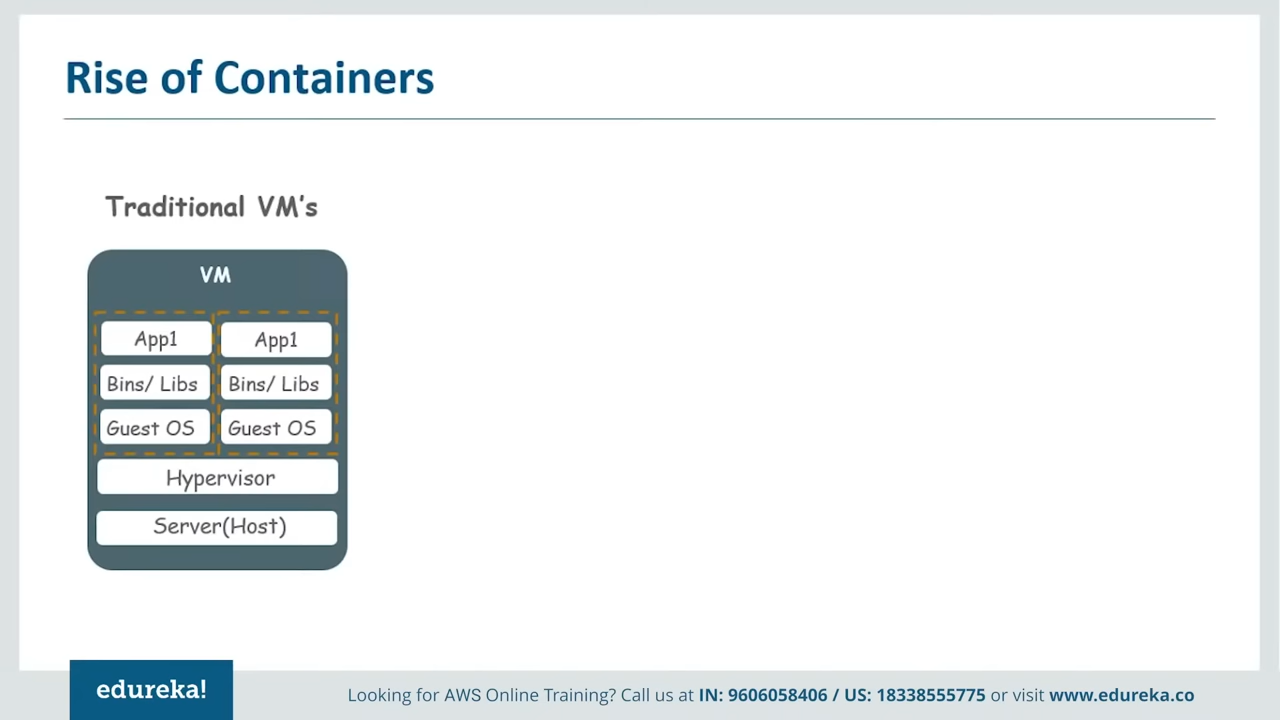 Rise of Containers
Traditional VM's
VM
App1 App1
Bins/ Libs Bins/ Libs
Guest OS Guest OS
Hypervisor
Server(Host)
edureka!
Looking for AWS Online Training? Call us at IN: 9606058406 / US: 18338555775 or visit www.edureka.co